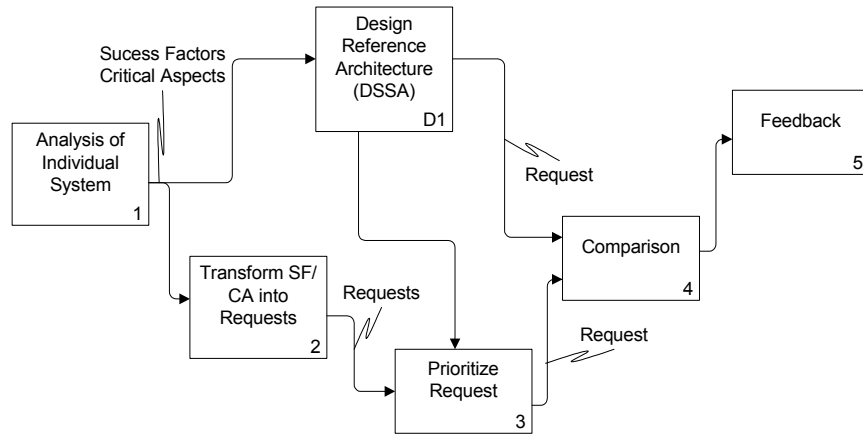 Sucess Factors
Critical Aspects
Design
Reference
Architecture
(DSSA)
D1
Analysis of
Individual
System
1
Request
Feedback
5
Transform SF/
CA into
Requests
2
Requests
Comparison
4
Prioritize
Request
3
Request